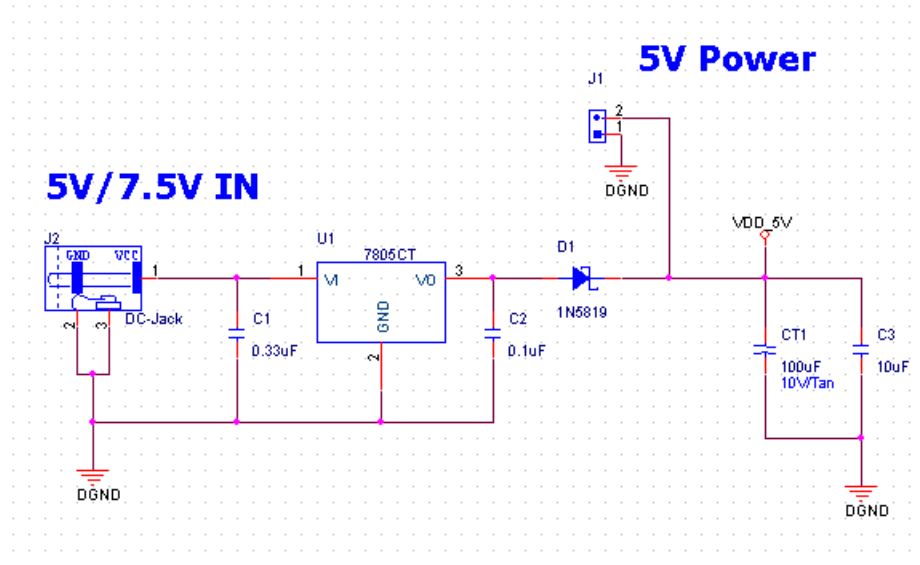 5V Power
J1
2
1
DGND
5V/7.5V IN
J2
GND VCC
1
DC-Jack
2
3
U1
7805CT
1
VI
VO
3
GND
2
C1
0.33uF
C2
0.1uF
D1
1N5819
VDD_5V
CT1
100uF
10V/Tan
C3
10uF
DGND
DGND